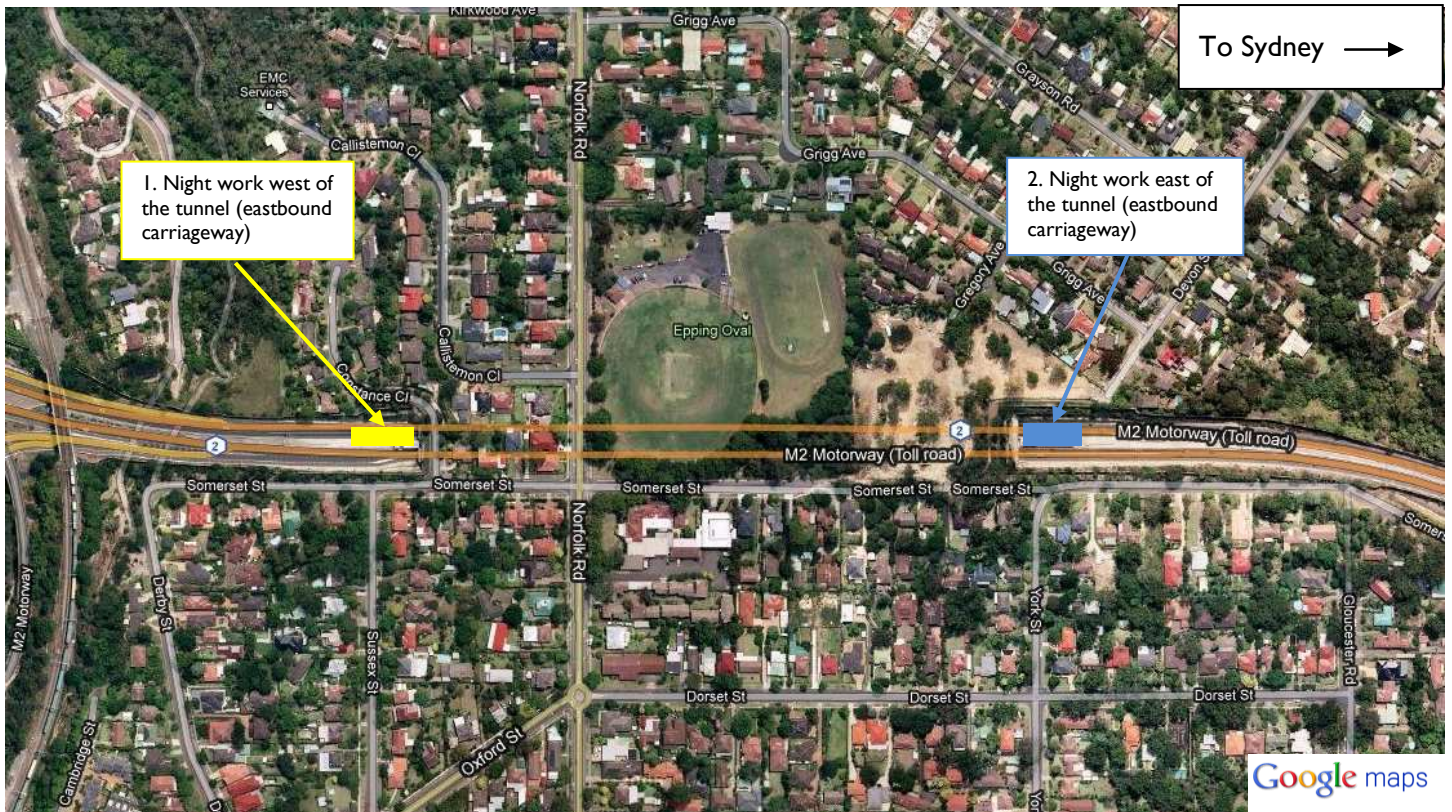 Kirkwood Ave
Grigg Ave
To Sydney
EMC
Services
Norfolk Rd
Grayson Rd
Callistemon Cl
Grigg Ave
1. Night work west of
the tunnel (eastbound
carriageway)
2. Night work east of
the tunnel (eastbound
carriageway)
Gregory Ave
Grigg Ave
Devon S
Epping Oval
Callistemon Cl
Constance Cl
2
2
M2 Motorway (Toll road)
M2 Motorway (Toll road)
Somerset St
Somerset St
Somerset St
Somerset St
Somerset St
Somers
Norfolk Rd
M2 Motorway
Derby St
Sussex St
York St
Gloucester Rd
Dorset St
Dorset St
Dorset St
Oxford St
Cambridge St
D
Yor
Google maps